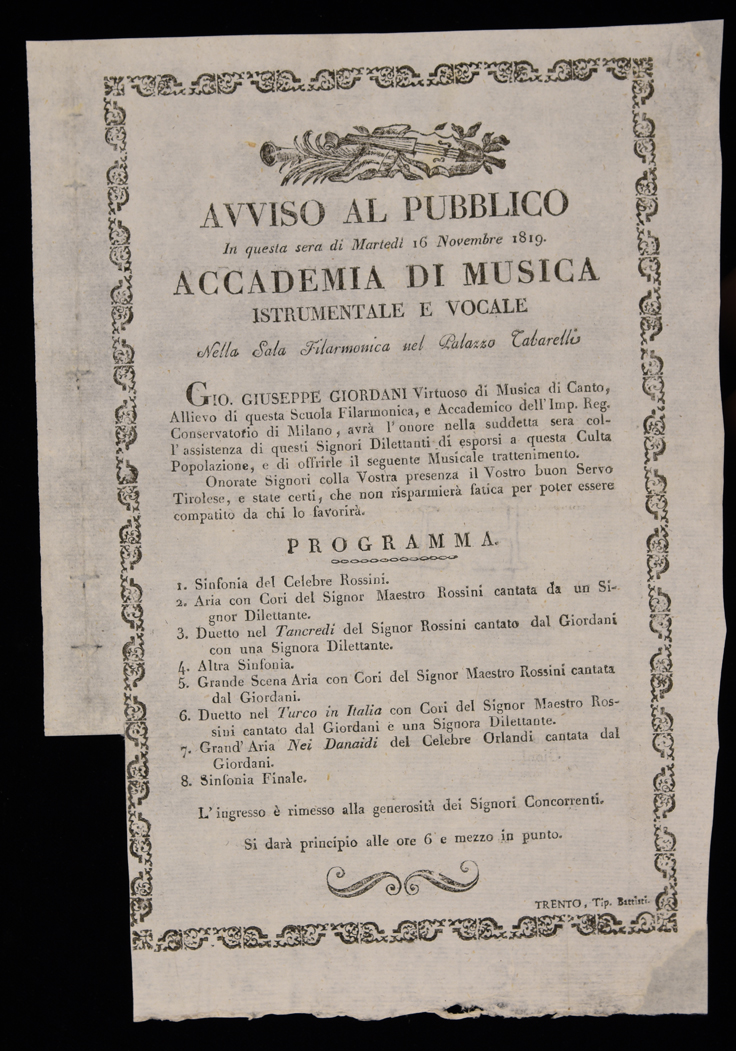 AVVISO AL PUBBLICO
In questa sera di Martedì 16 Novembre 1819.
ACCADEMIA DI MUSICA
ISTRUMENTALE E VOCALE
Nella Sala Filarmonica nel Palazzo Tabarelli
GIO. GIUSEPPE GIORDANI Virtuoso di Musica di Canto,
Allievo di questa Scuola Filarmonica, e Accademico dell'Imp. Reg.
Conservatorio di Milano, avrà l'onore nella suddetta sera col-
l'assistenza di questi Signori Dilettanti di esporsi a questa Culta
Popolazione, e di offrirle il seguente Musicale trattenimento.
Onorate Signori colla Vostra presenza il Vostro buon Servo
Tirolese, e state certi, che non risparmierà fatica per poter essere
compatito da chi lo favorirà.
PROGRAMMA.
1. Sinfonia del Celebre Rossini.
2. Aria con Cori del Signor Maestro Rossini cantata da un Si-
gnor Dilettante.
3. Duetto nel Tancredi del Signor Rossini cantato dal Giordani
con una Signora Dilettante.
4. Altra Sinfonia.
5. Grande Scena Aria con Cori del Signor Maestro Rossini cantata
dal Giordani.
6. Duetto nel Turco in Italia con Cori del Signor Maestro Ros-
sini cantato dal Giordani e una Signora Dilettante.
7. Grand' Aria Nei Danaidi del Celebre Orlandi cantata dal
Giordani.
8. Sinfonia Finale.
L'ingresso è rimesso alla generosità dei Signori Concorrenti.
Si darà principio alle ore 6 e mezzo in punto.
TRENTO, Tip. Battisti.